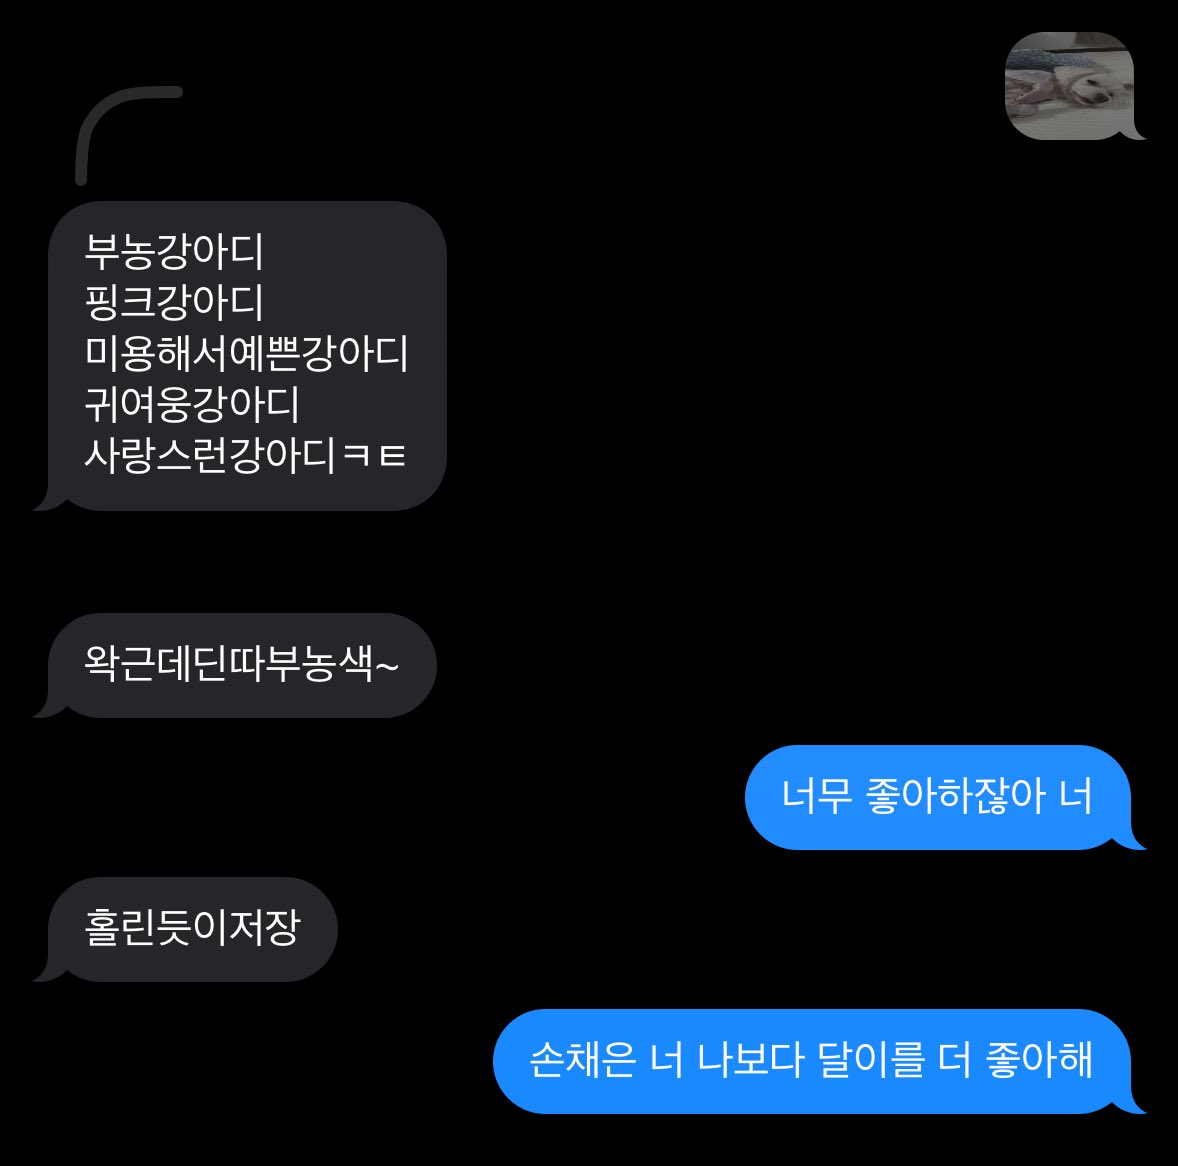 부농강아디
핑크강아디
미용해서예쁜강아디
귀여웅강아디
사랑스런강아디ㅋㅌ
왁근데딘따부농색~
너무 좋아하잖아 너
홀린듯이저장
손채은 너 나보다 달이를 더 좋아해